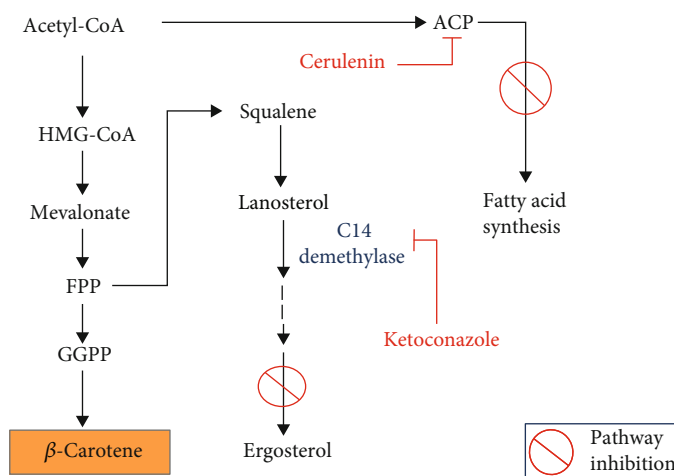 Acetyl-CoA
ACP
Cerulenin
HMG-CoA
Squalene
Mevalonate
Lanosterol
Fatty acid
synthesis
C14
demethylase
FPP
Ketoconazole
GGPP
β-Carotene
Ergosterol
Pathway
inhibition